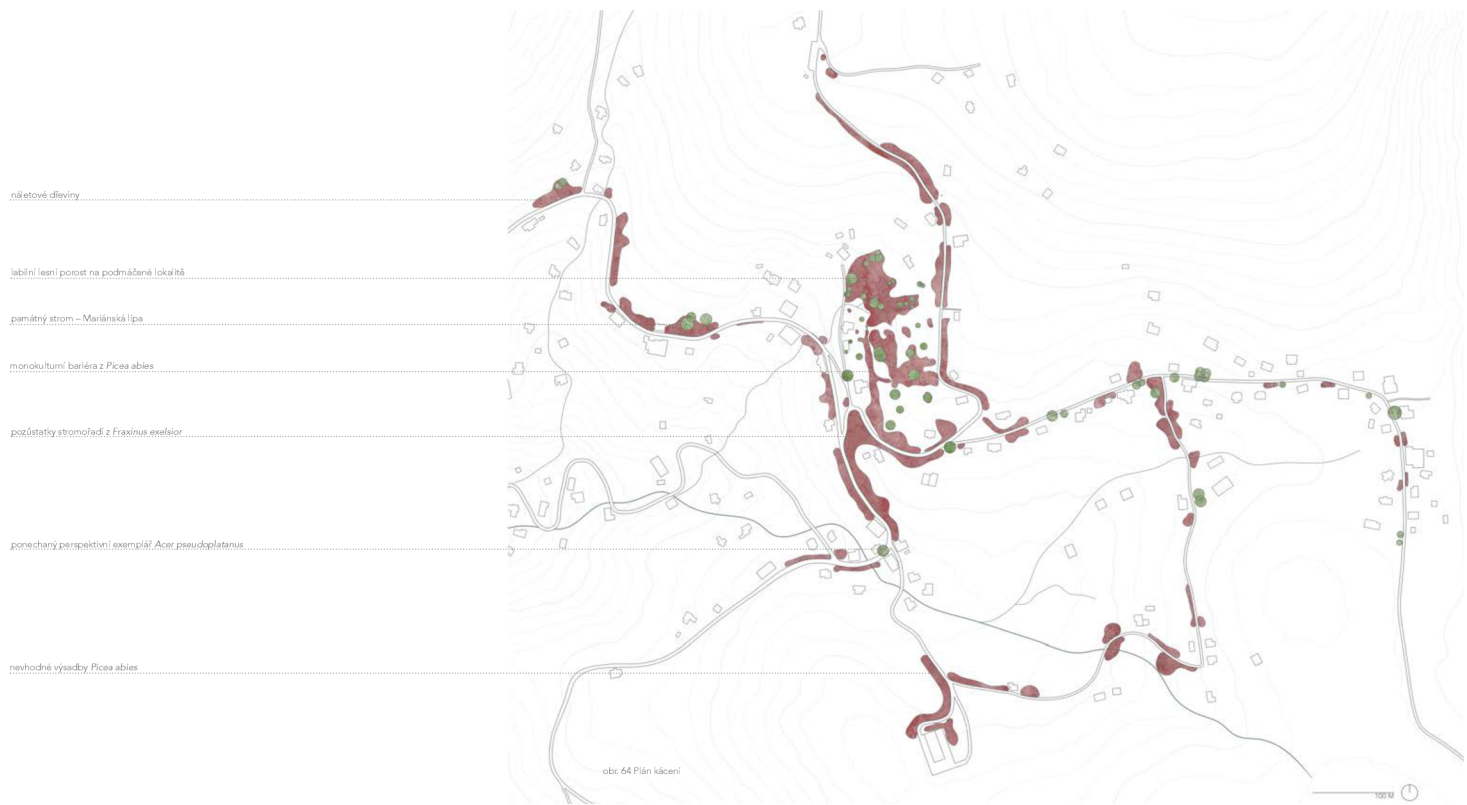 náletové dřeviny
labilní lesní porost na podmáčené lokalitě
památný strom – Mariánská lípa
monokulturní bariéra z Picea abies
pozůstatky stromořadí z Fraxinus exelsior
ponechaný perspektivní exemplář Acer pseudoplatanus
nevhodné výsadby Picea abies
obr. 64 Plán kácení
100 M